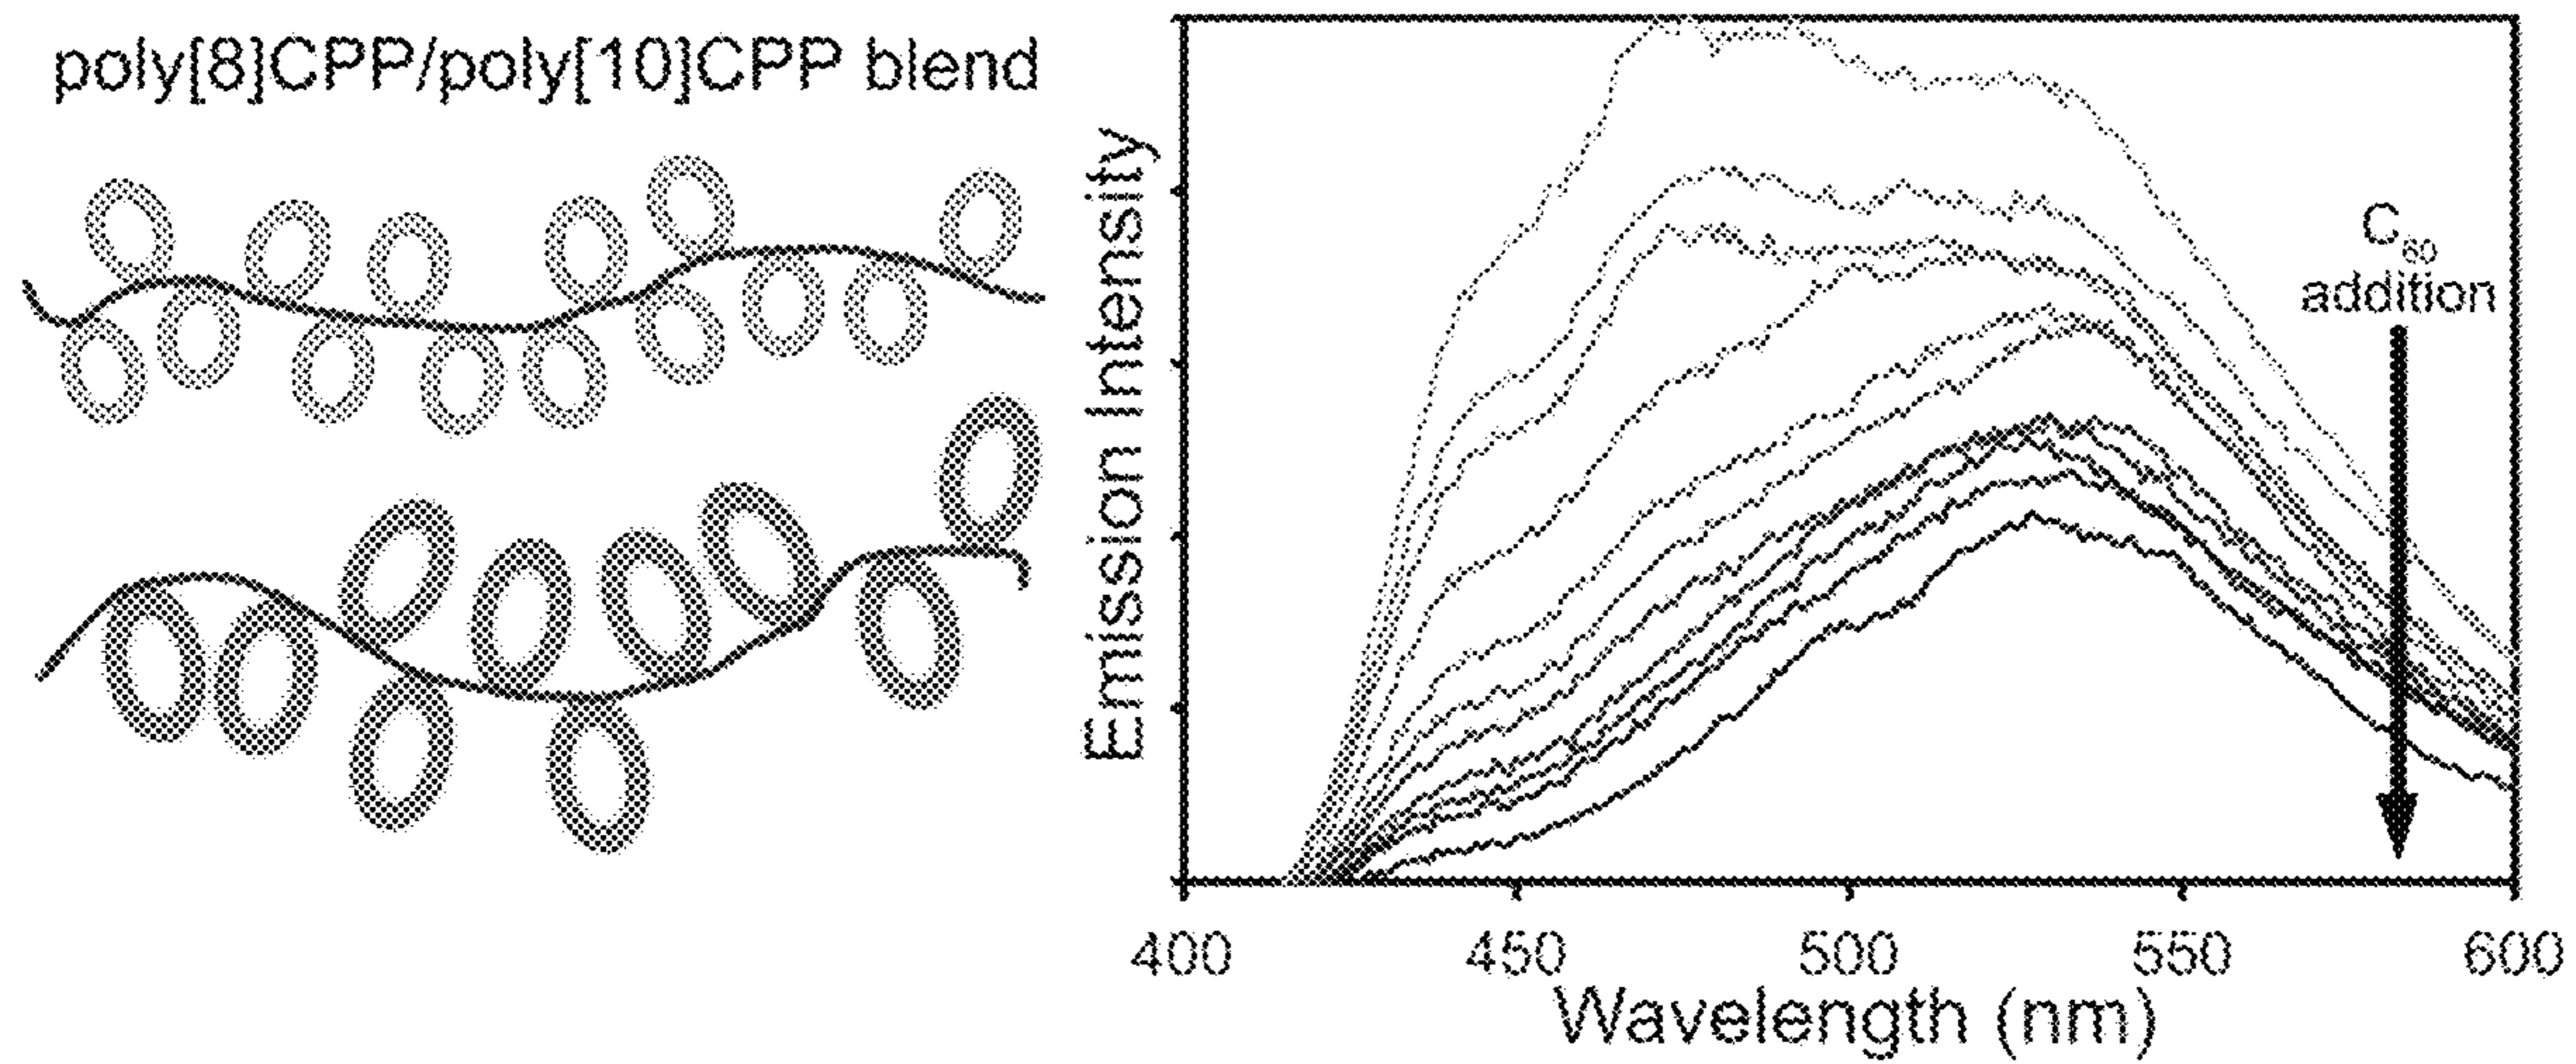 poly[8]CPP/poly[10]CPP blend
Emission Intensity
C60
addition
400
450
500
550
600
Wavelength (nm)